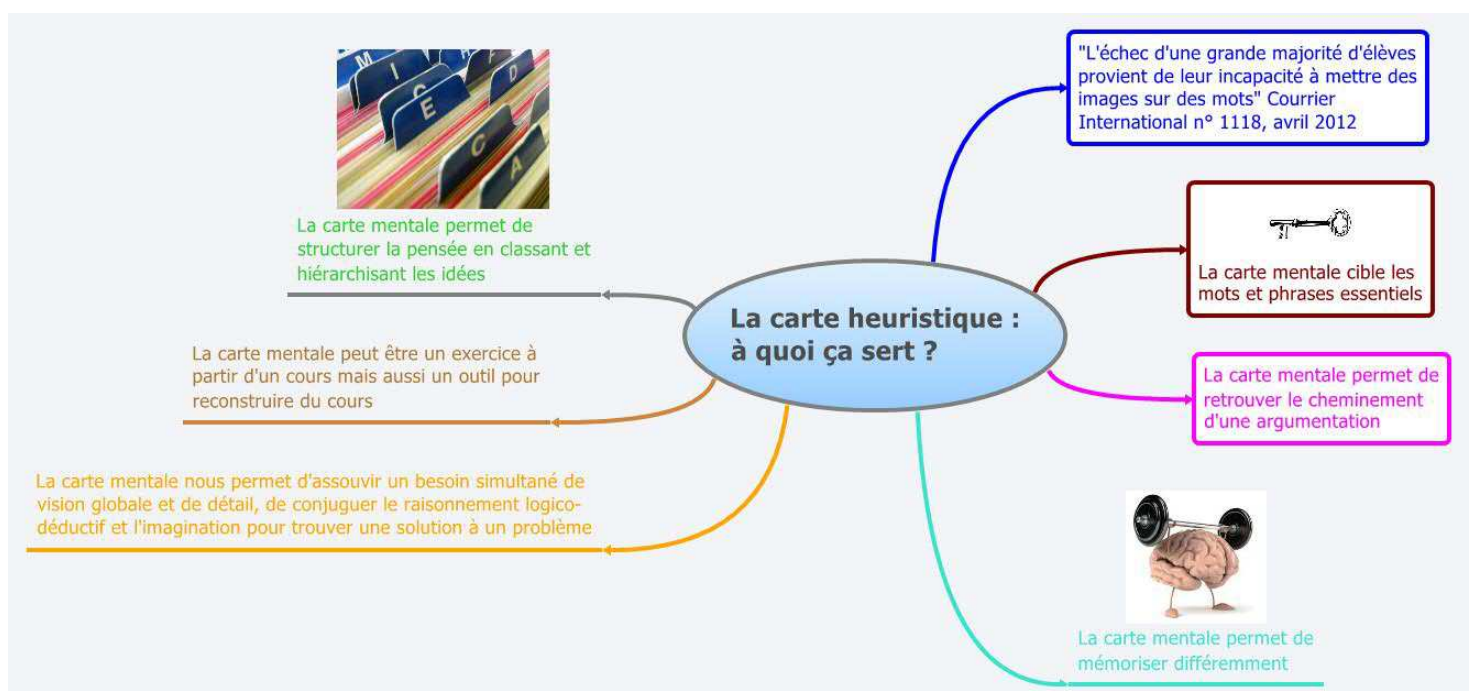 La carte heuristique :
à quoi ça sert ?
"L'échec d'une grande majorité d'élèves
provient de leur incapacité à mettre des
images sur des mots" Courrier
International n° 1118, avril 2012
La carte mentale cible les
mots et phrases essentiels
La carte mentale permet de
retrouver le cheminement
d'une argumentation
La carte mentale permet de
mémoriser différemment
La carte mentale nous permet d'assouvir un besoin simultané de
vision globale et de détail, de conjuguer le raisonnement logico-
déductif et l'imagination pour trouver une solution à un problème
La carte mentale peut être un exercice à
partir d'un cours mais aussi un outil pour
reconstruire du cours
M
I
C
E
D
C
A
La carte mentale permet de
structurer la pensée en classant et
hiérarchisant les idées